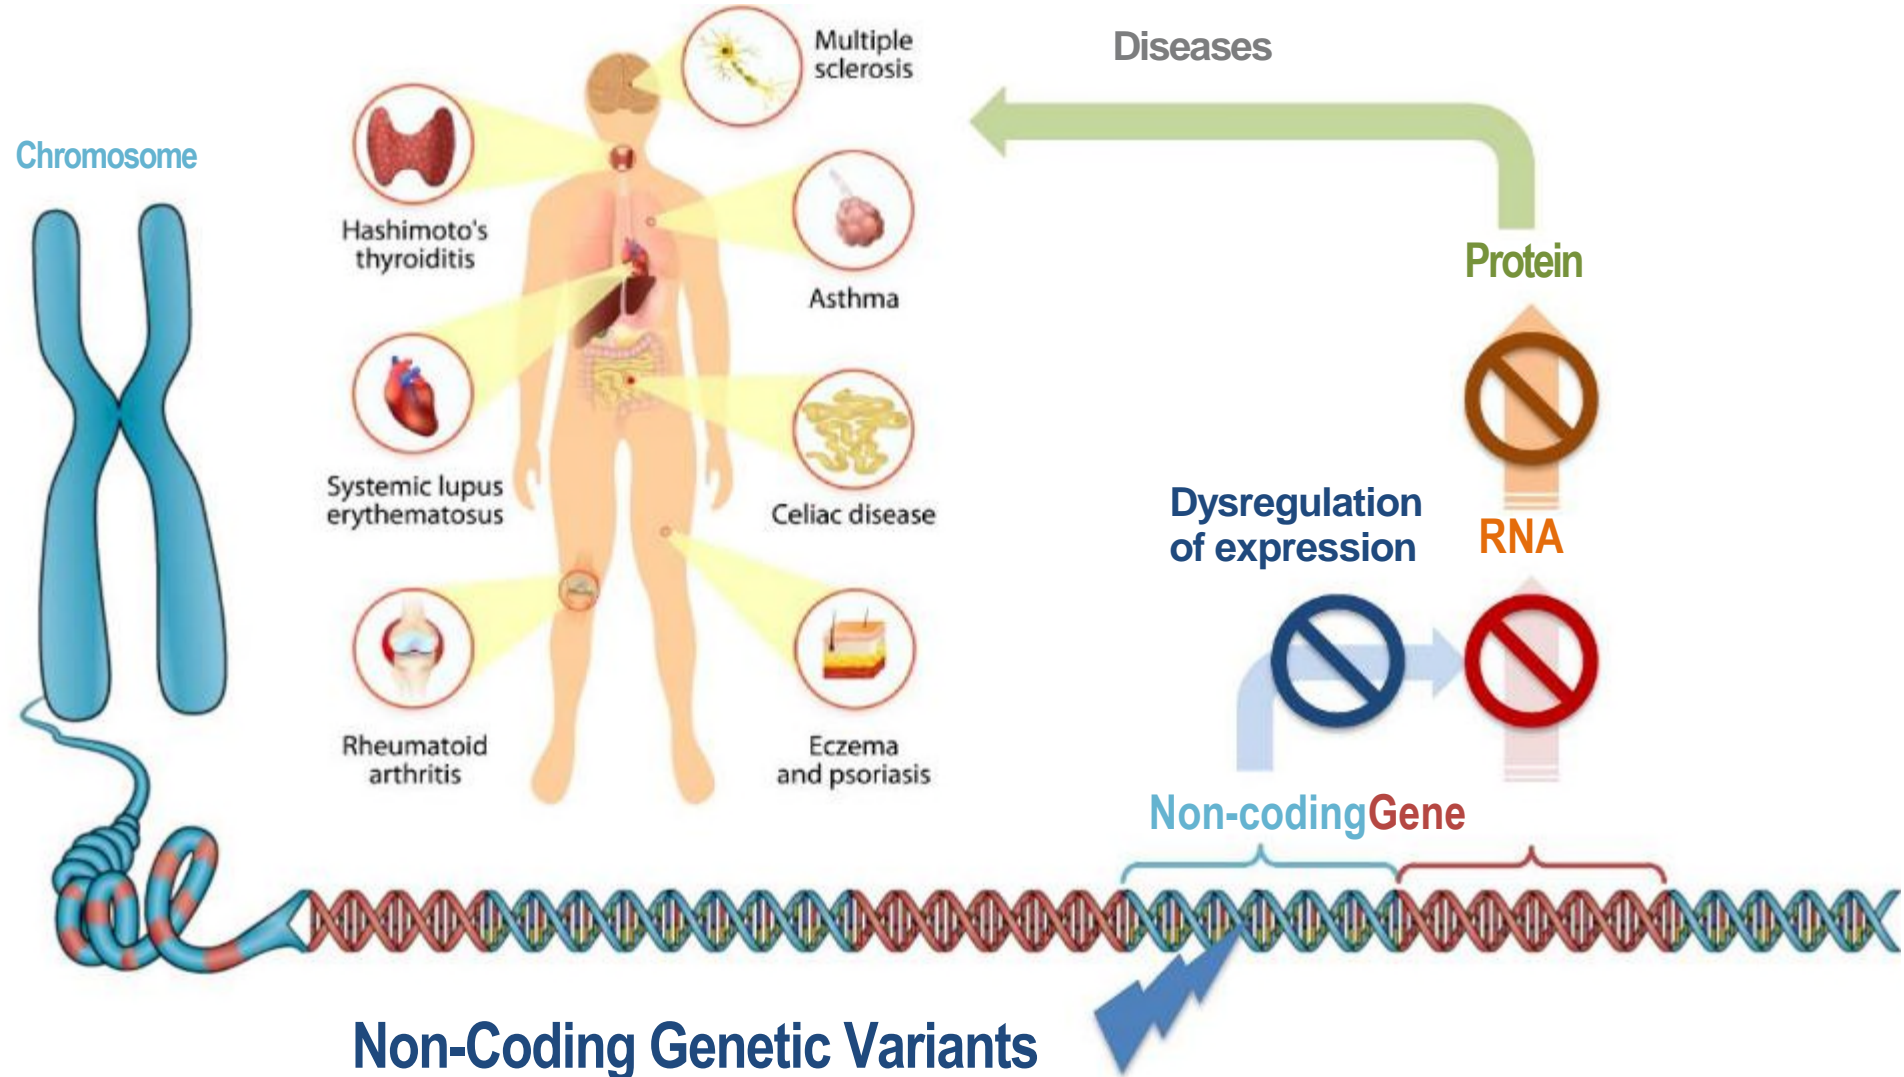 Diseases
Multiple
sclerosis
Chromosome
Hashimoto's
thyroiditis
Asthma
Protein
Systemic lupus
erythematosus
Celiac disease
Dysregulation
of expression
RNA
Rheumatoid
arthritis
Eczema
and psoriasis
Non-coding
Gene
Non-Coding Genetic Variants